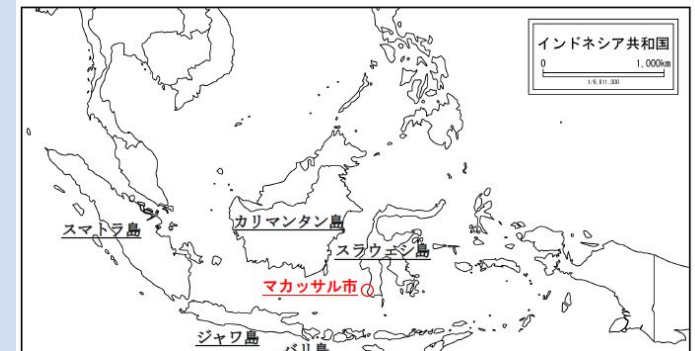 インドネシア共和国
0 1,000km
スマトラ島
カリマンタン島
スラウェシ島
マカッサル市
ジャワ島
バリ島